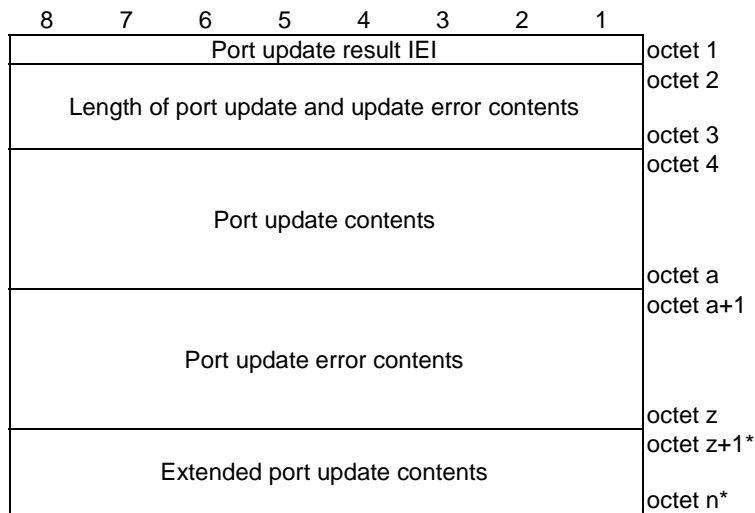 8 7 6 5 4 3 2 1
Port update result IEI octet 1
octet 2
Length of port update and update error contents
octet 3
octet 4
Port update contents
octet a
octet a+1
Port update error contents
octet z
octet z+1*
Extended port update contents
octet n*